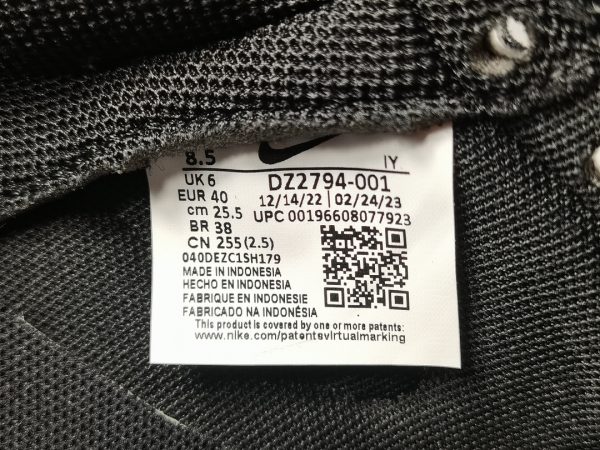 8.5 IY
UK 6 DZ2794-001
EUR 40 12/14/22 | 02/24/23
cm 25.5 UPC 00196608077923
BR 38
CN 255 (2.5)
040DEZC1SH179
MADE IN INDONESIA
HECHO EN INDONESIA
FABRIQUE EN INDONESIE
FABRICADO NA INDONÉSIA
This product is covered by one or more patents:
www.nike.com/patentsvirtualmarking